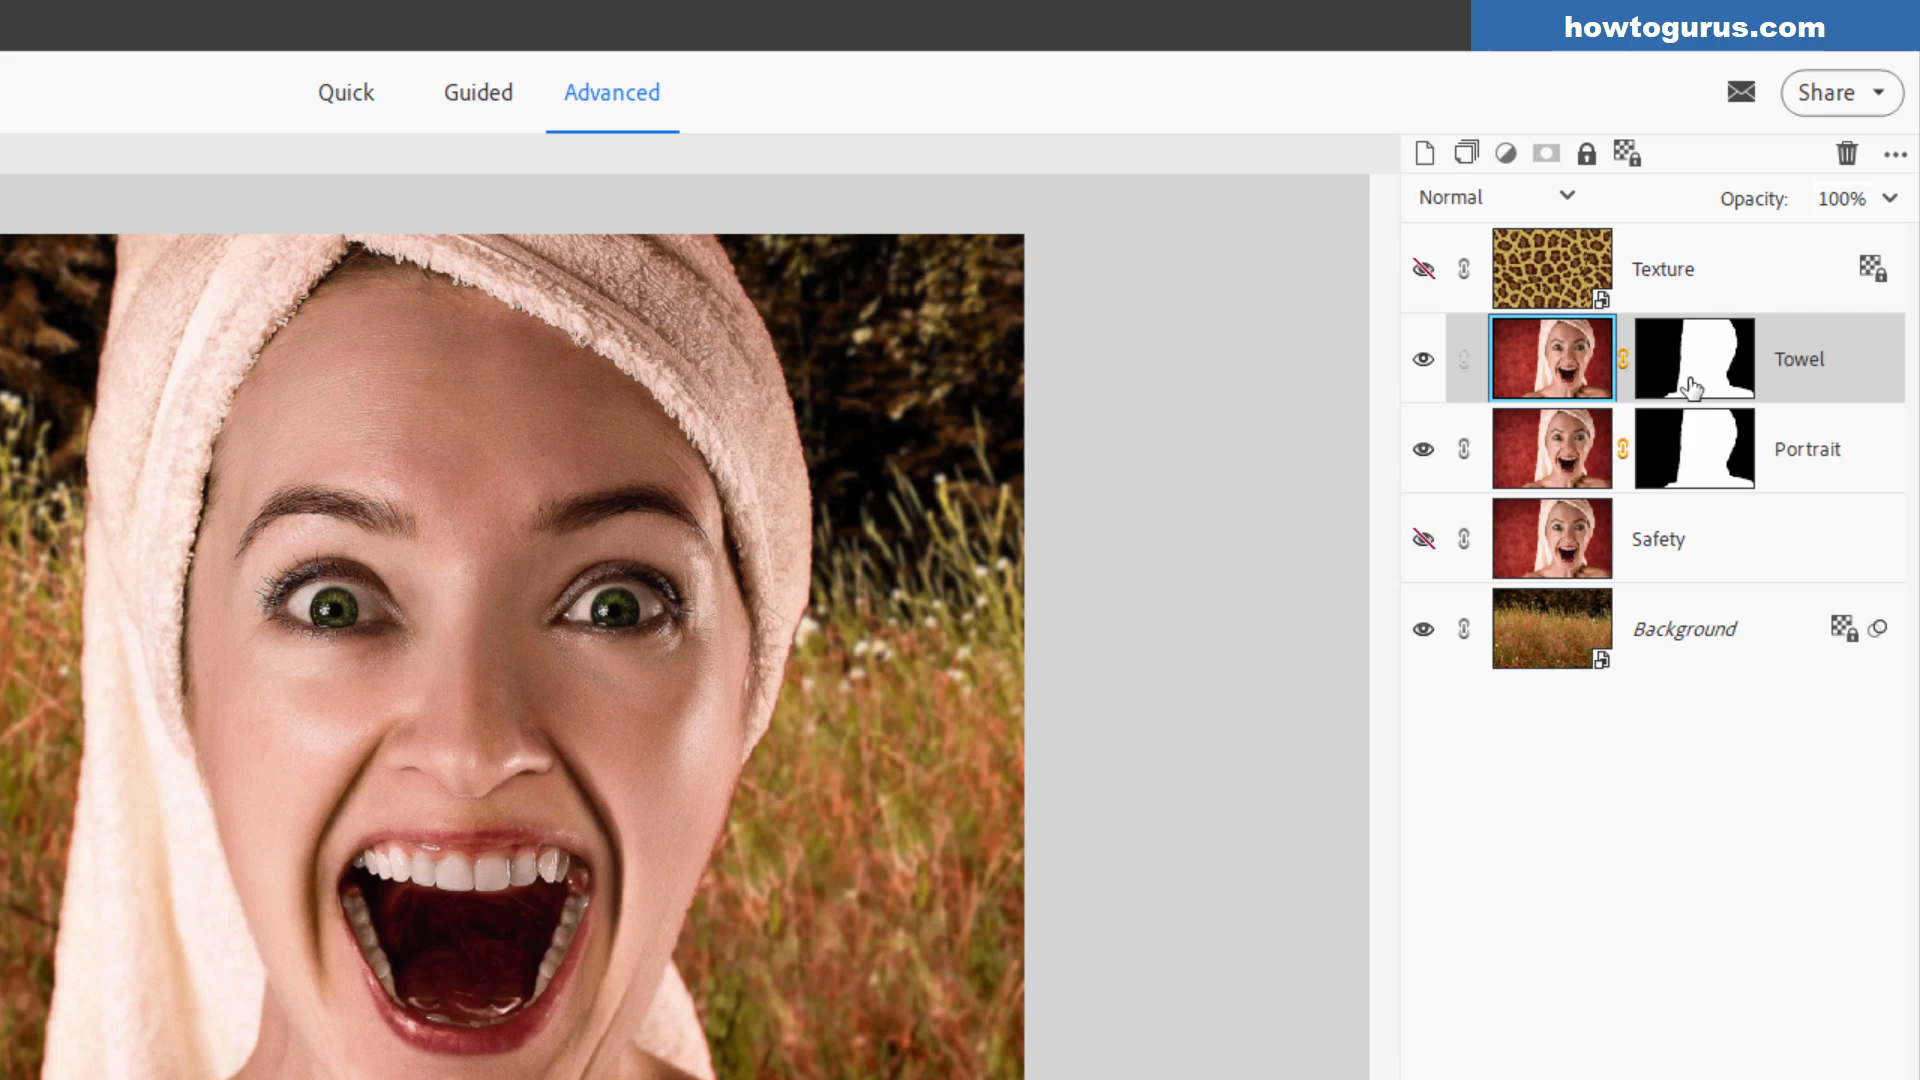 howtogurus.com
Quick Guided Advanced
Share
Normal Opacity: 100%
Texture
Towel
Portrait
Safety
Background